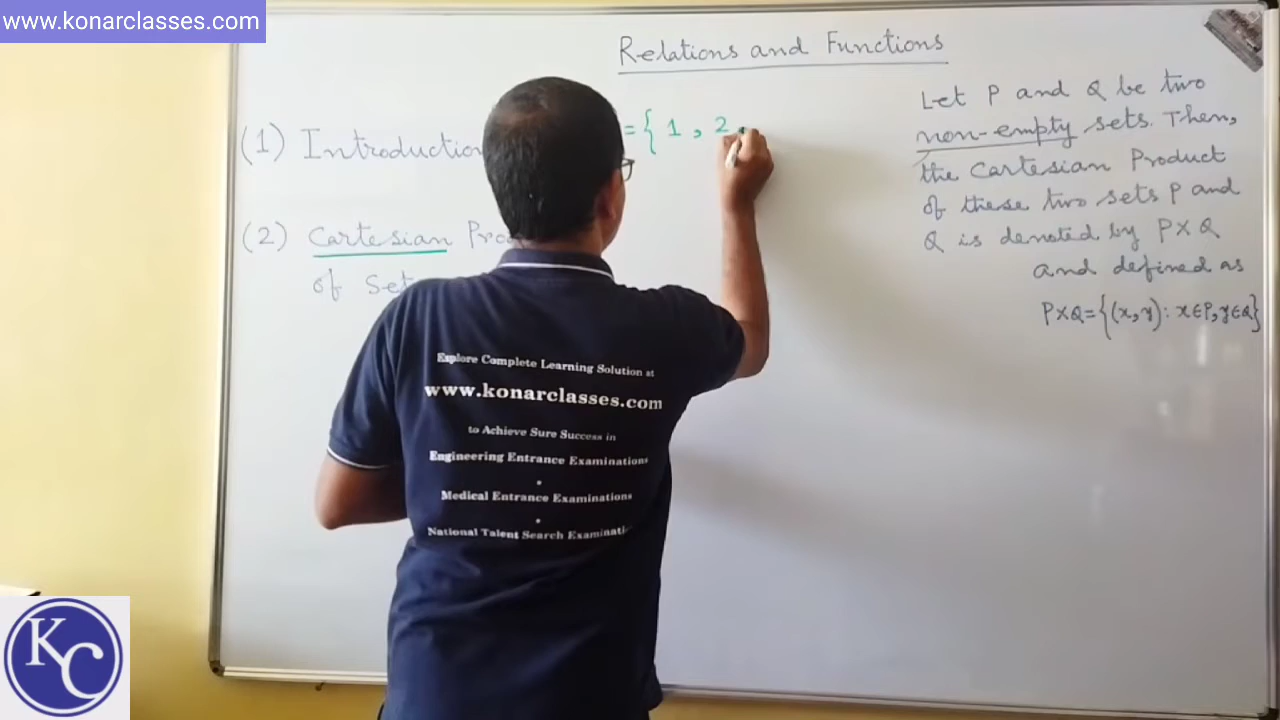 www.konarclasses.com
Relations and Functions
(1) Introduction
= { 1 , 2
(2) Cartesian
of
Let P and Q be two
non-empty sets. Then,
the Cartesian Product
of these two sets P and
Q is denoted by P×Q
and defined as
P×Q={(x,y): x∈P, y∈Q}
Explore Complete Learning Solution at
www.konarclasses.com
to Achieve Sure Success in
Engineering Entrance Examinations
•
Medical Entrance Examinations
•
National Talent Search
KC